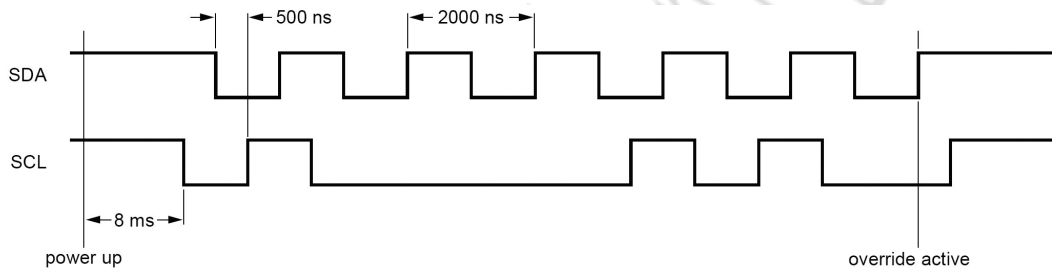 500 ns
2000 ns
SDA
SCL
8 ms
power up
override active